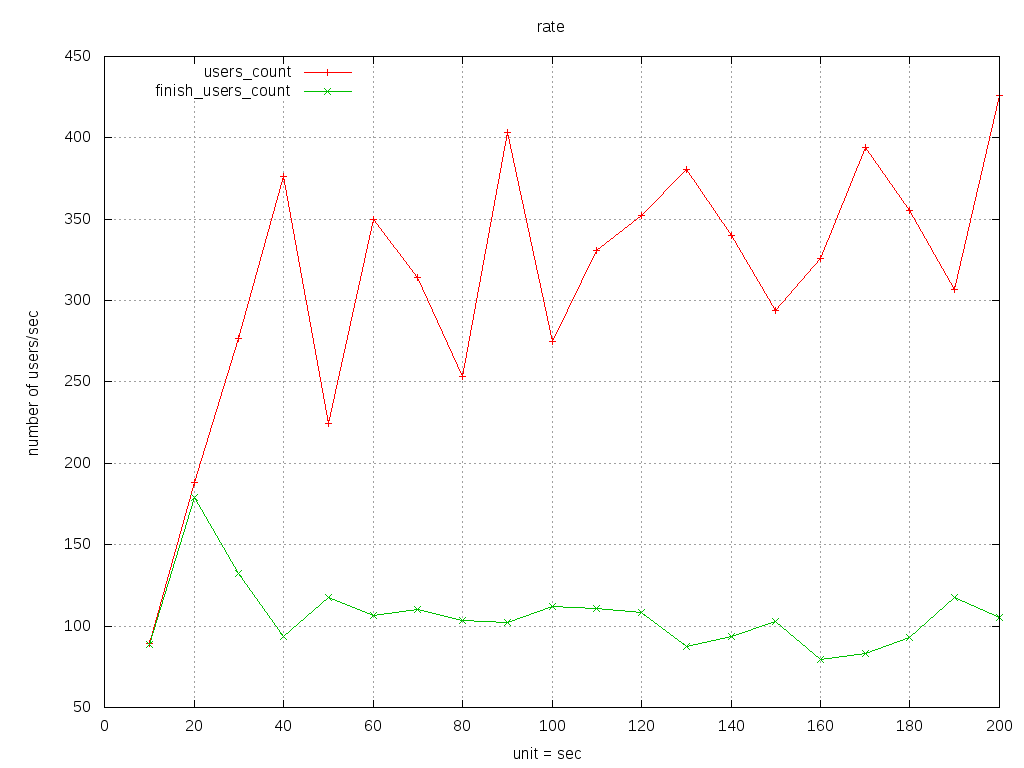 rate
450
400
350
300
250
200
150
100
50
users_count
finish_users_count
number of users/sec
0 20 40 60 80 100 120 140 160 180 200
unit = sec